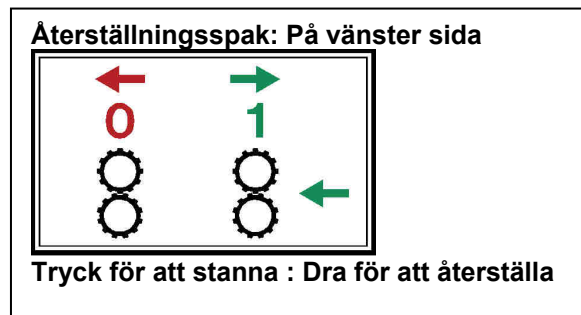 Återställningsspak: På vänster sida
0 1
Tryck för att stanna : Dra för att återställa